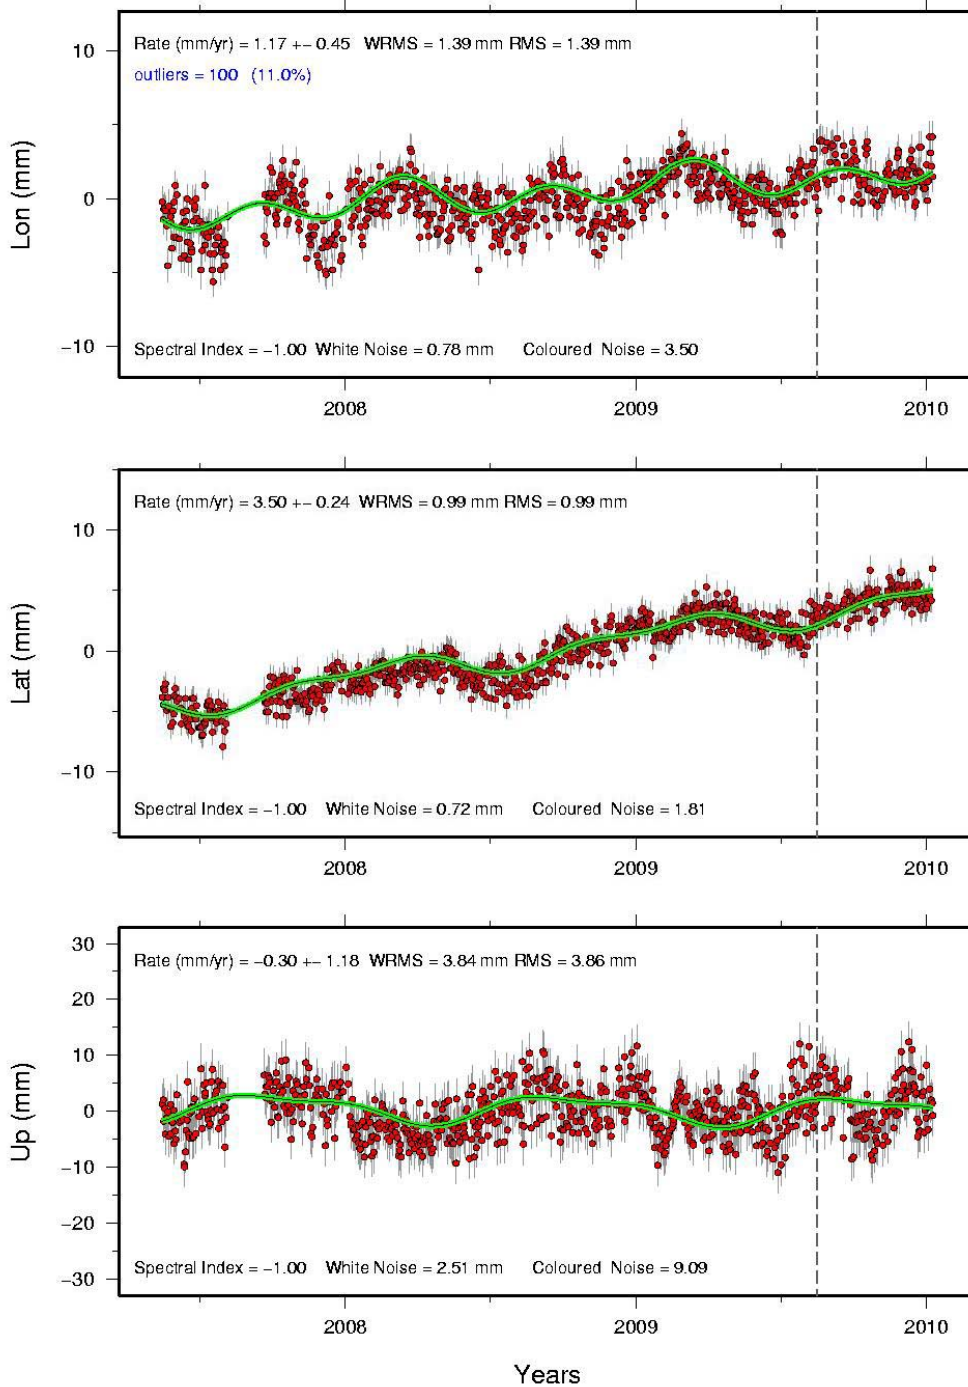 Rate (mm/yr) = 1.17 +− 0.45 WRMS = 1.39 mm RMS = 1.39 mm
outliers = 100 (11.0%)
10
0
−10
Lon (mm)
Spectral Index = −1.00 White Noise = 0.78 mm Coloured Noise = 3.50
2008 2009 2010
Rate (mm/yr) = 3.50 +− 0.24 WRMS = 0.99 mm RMS = 0.99 mm
10
0
−10
Lat (mm)
Spectral Index = −1.00 White Noise = 0.72 mm Coloured Noise = 1.81
2008 2009 2010
Rate (mm/yr) = −0.30 +− 1.18 WRMS = 3.84 mm RMS = 3.86 mm
30
20
10
0
−10
−20
−30
Up (mm)
Spectral Index = −1.00 White Noise = 2.51 mm Coloured Noise = 9.09
2008 2009 2010
Years